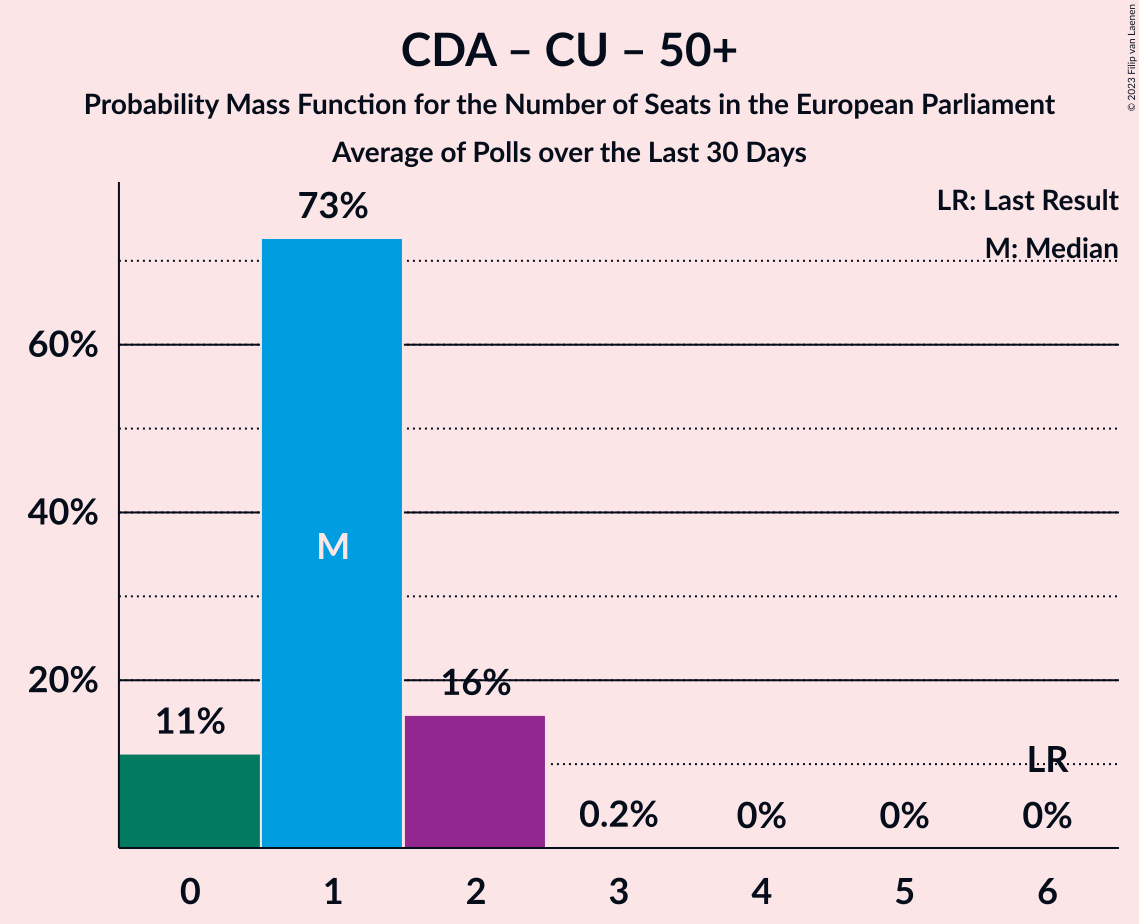 CDA – CU – 50+
Probability Mass Function for the Number of Seats in the European Parliament
Average of Polls over the Last 30 Days
© 2023 Filip van Laenen
LR: Last Result
M: Median
73%
60%
40%
M
20%
16%
11%
LR
0.2%
0%
0%
0%
0
1
2
3
4
5
6